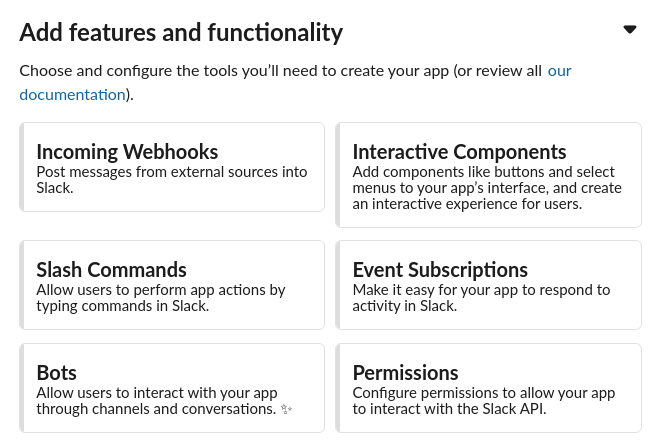 Add features and functionality
Choose and configure the tools you'll need to create your app (or review all our
documentation).
Incoming Webhooks
Post messages from external sources into
Slack.
Interactive Components
Add components like buttons and select
menus to your app's interface, and create
an interactive experience for users.
Slash Commands
Allow users to perform app actions by
typing commands in Slack.
Event Subscriptions
Make it easy for your app to respond to
activity in Slack.
Bots
Allow users to interact with your app
through channels and conversations. ✨
Permissions
Configure permissions to allow your app
to interact with the Slack API.